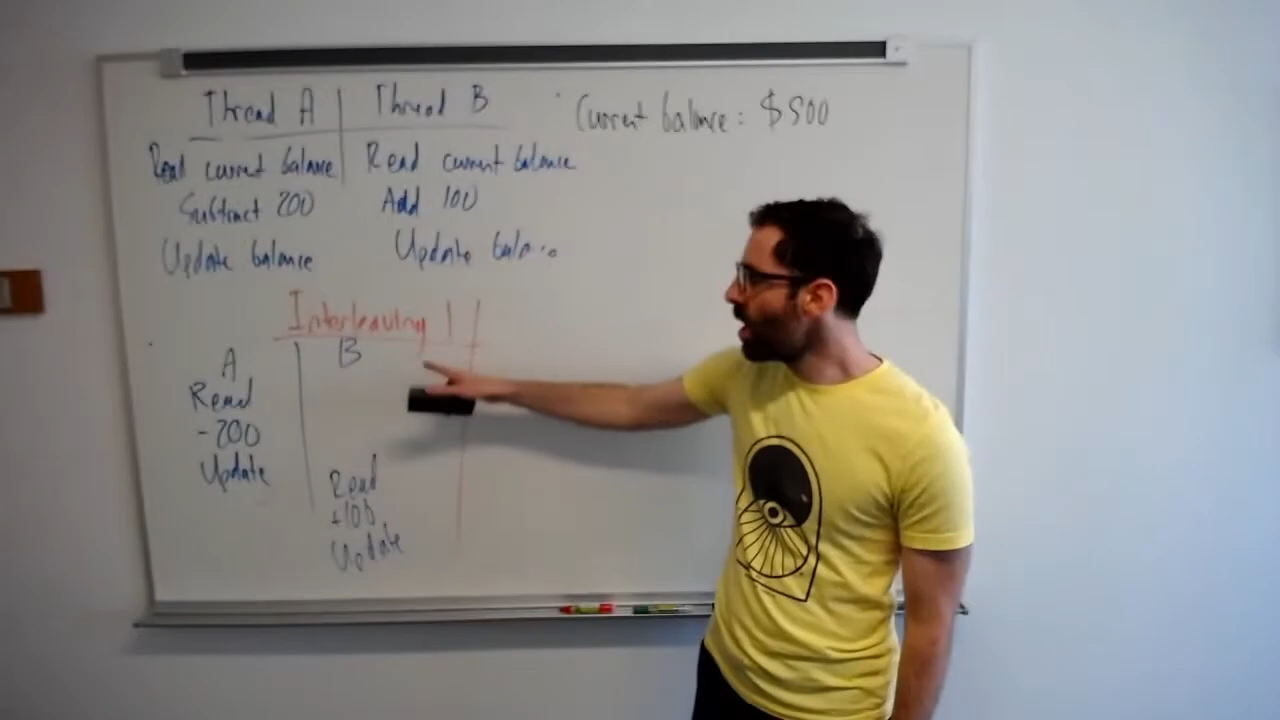 Thread A Thread B
Current balance: $500
Read current balance Read current balance
Subtract 200 Add 100
Update balance Update balance
Interleaving 1
A B
Read
-200
Update
Read
+100
Update